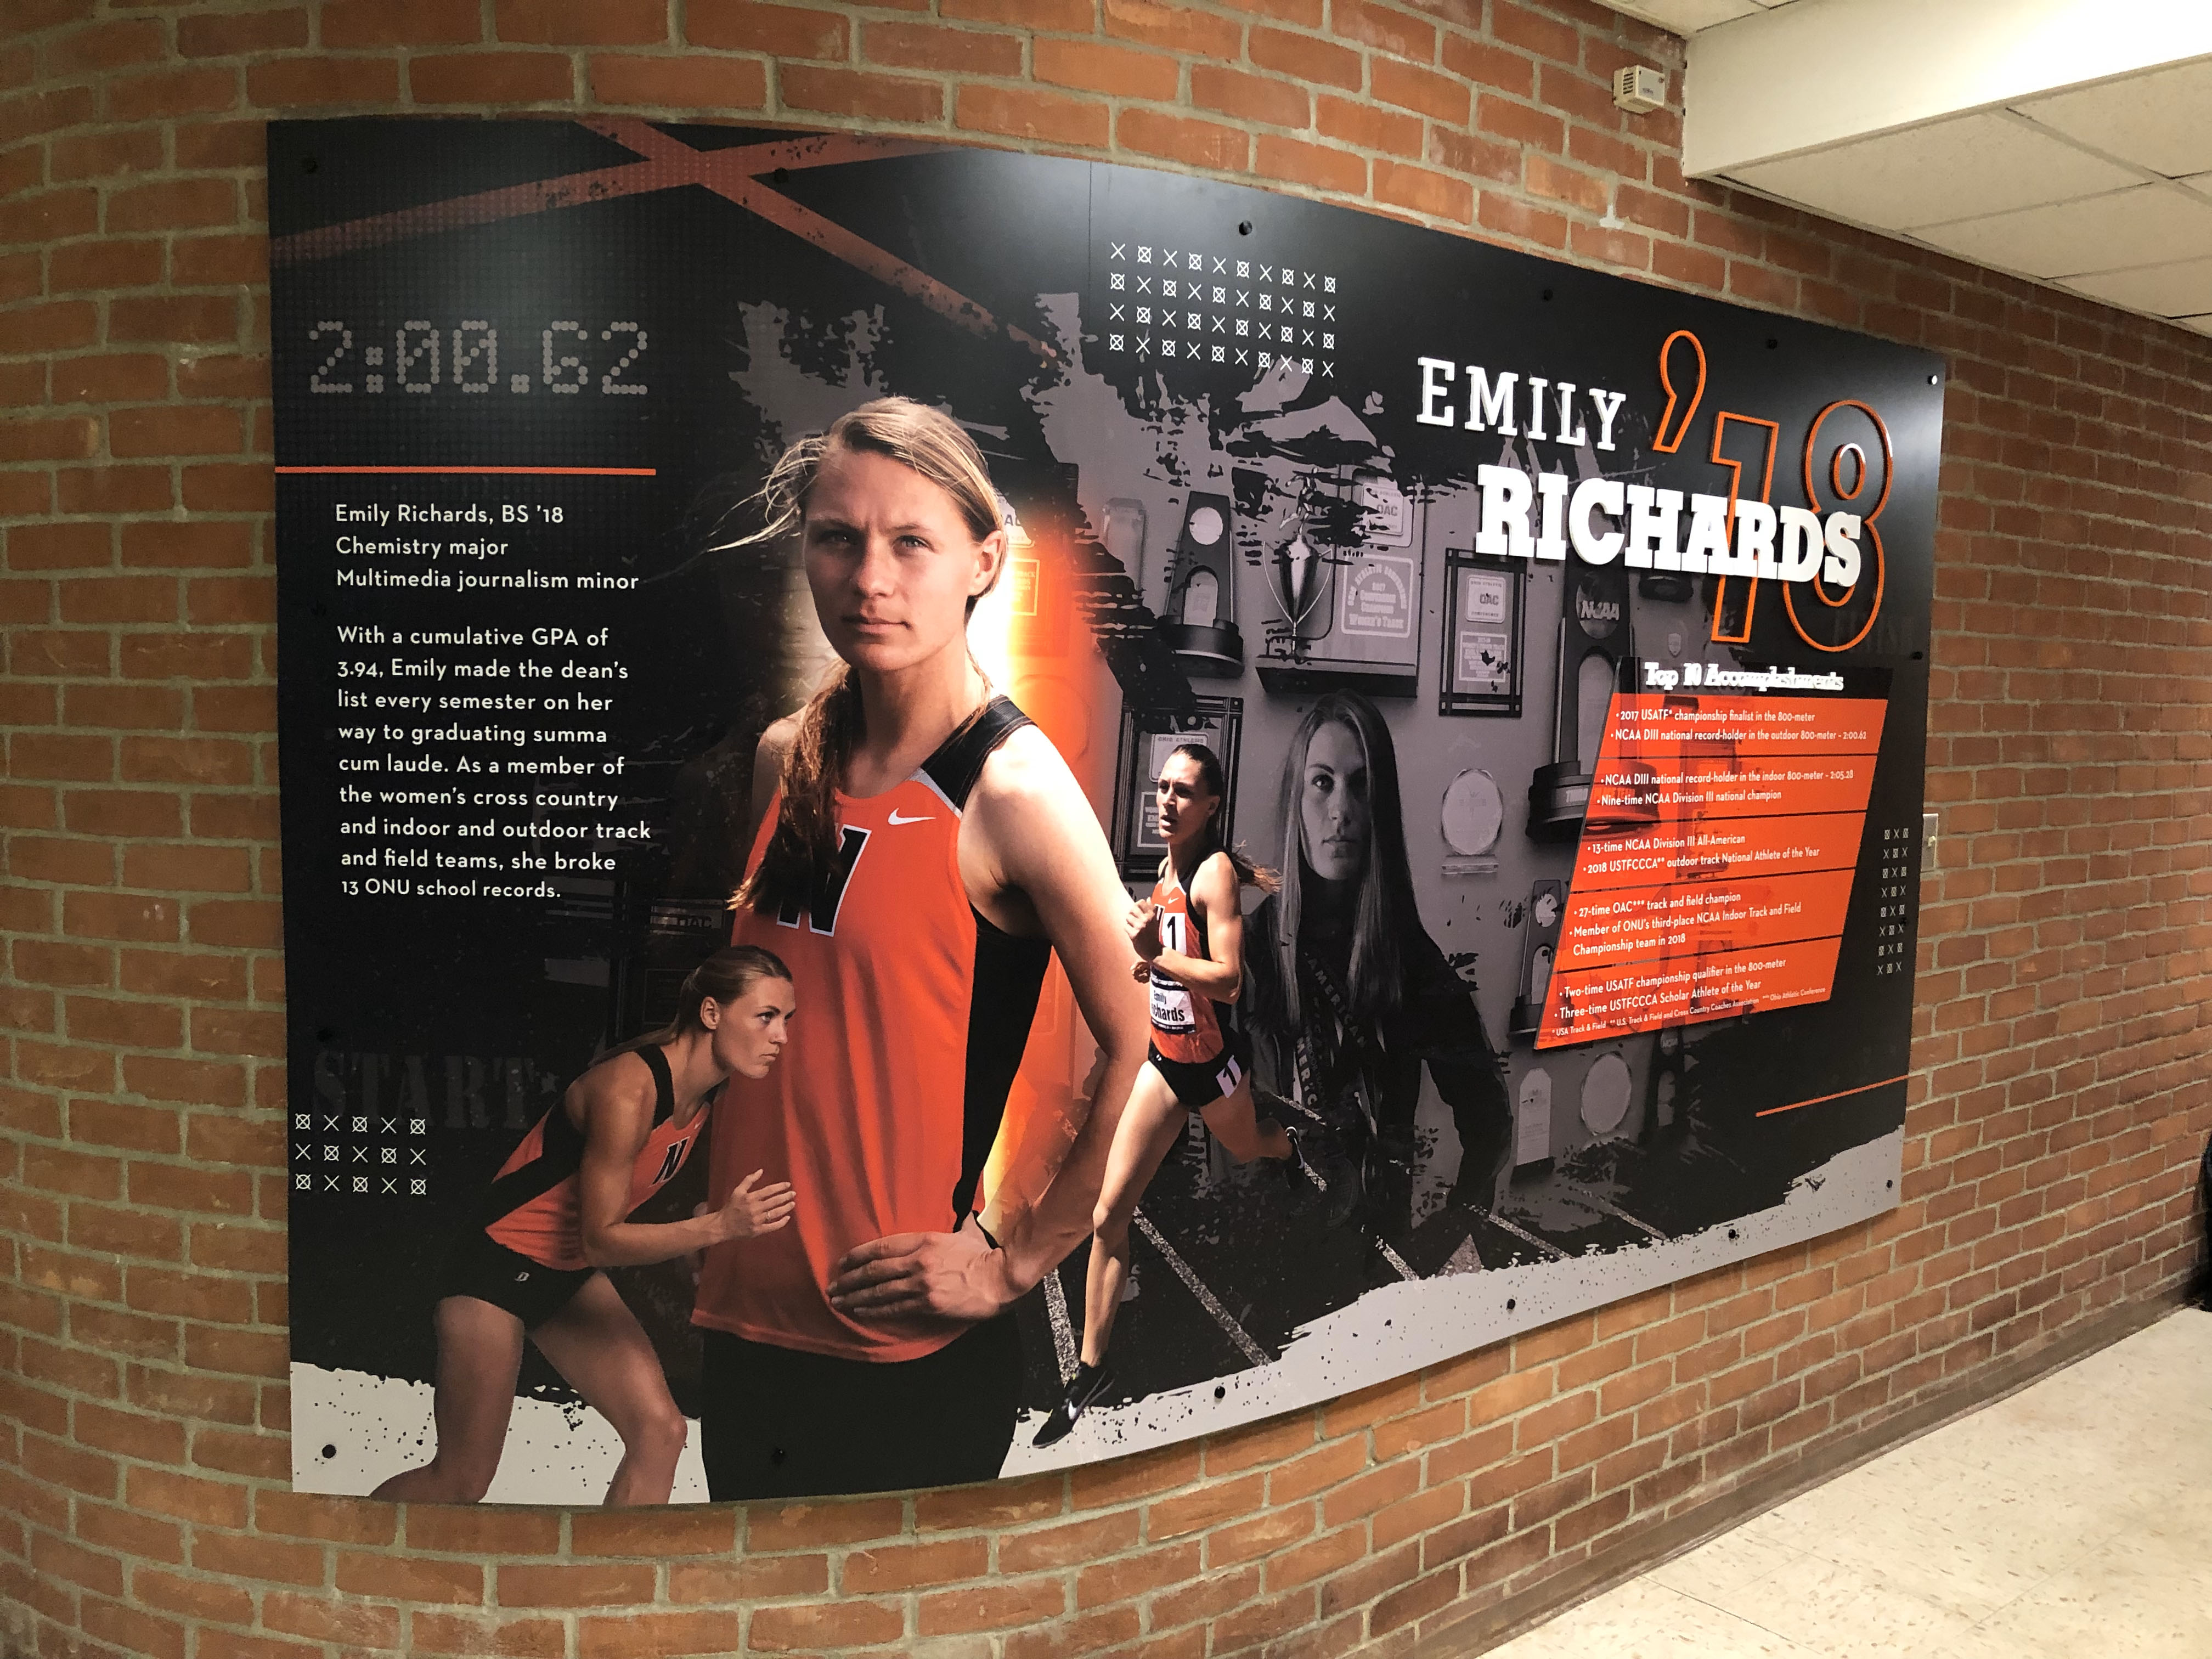 2:00.62
Emily Richards, BS '18
Chemistry major
Multimedia journalism minor
With a cumulative GPA of
3.94, Emily made the dean's
list every semester on her
way to graduating summa
cum laude. As a member of
the women's cross country
and indoor and outdoor track
and field teams, she broke
13 ONU school records.
START
N
N
1
1
Emily
AMERICA
OAC
OAC
NCAA
EMILY '18
RICHARDS
Top 10 Accomplishments
• 2017 USATF* championship finalist in the 800-meter
• NCAA DIII national record-holder in the outdoor 800-meter - 2:00.62
• NCAA DIII national record-holder in the indoor 800-meter - 2:05.28
• Nine-time NCAA Division III national champion
• 13-time NCAA Division III All-American
• 2018 USTFCCCA** outdoor track National Athlete of the Year
• 27-time OAC*** track and field champion
• Member of ONU's third-place NCAA Indoor Track and Field
Championship team in 2018
• Two-time USATF championship qualifier in the 800-meter
• Three-time USTFCCCA Scholar Athlete of the Year
* USA Track & Field ** U.S. Track & Field and Cross Country Coaches Association *** Ohio Athletic Conference